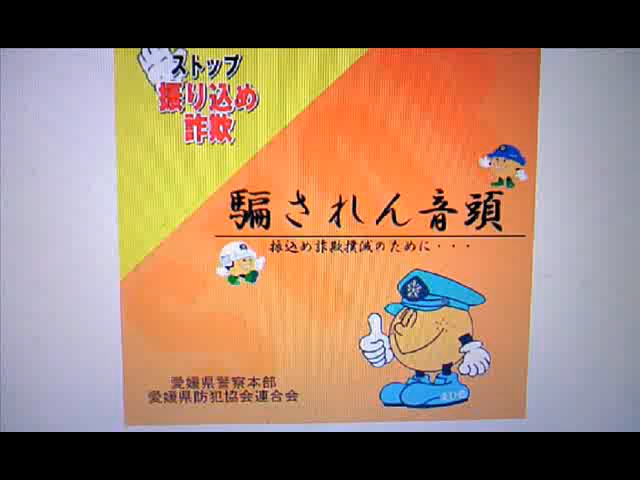 ストップ
振り込め
詐欺
騙されん音頭
振込め詐欺撲滅のために・・・
愛媛県警察本部
愛媛県防犯協会連合会